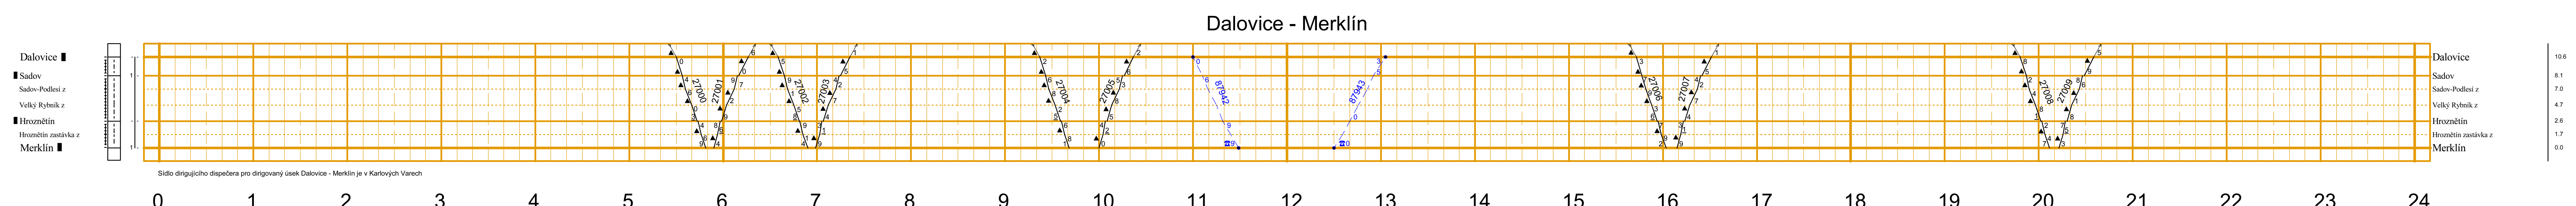 Dalovice - Merklín
Dalovice
Sadov
Sadov-Podlesí z
Velký Rybník z
Hroznětín
Hroznětín zastávka z
Merklín
27000
27001
27002
27003
27004
27005
87942
87943
27006
27007
27008
27009
Dalovice 10.6
Sadov 8.1
Sadov-Podlesí z 7.0
Velký Rybník z 4.7
Hroznětín 2.6
Hroznětín zastávka z 1.7
Merklín 0.0
Sídlo dirigujícího dispečera pro dirigovaný úsek Dalovice - Merklín je v Karlových Varech
0 1 2 3 4 5 6 7 8 9 10 11 12 13 14 15 16 17 18 19 20 21 22 23 24